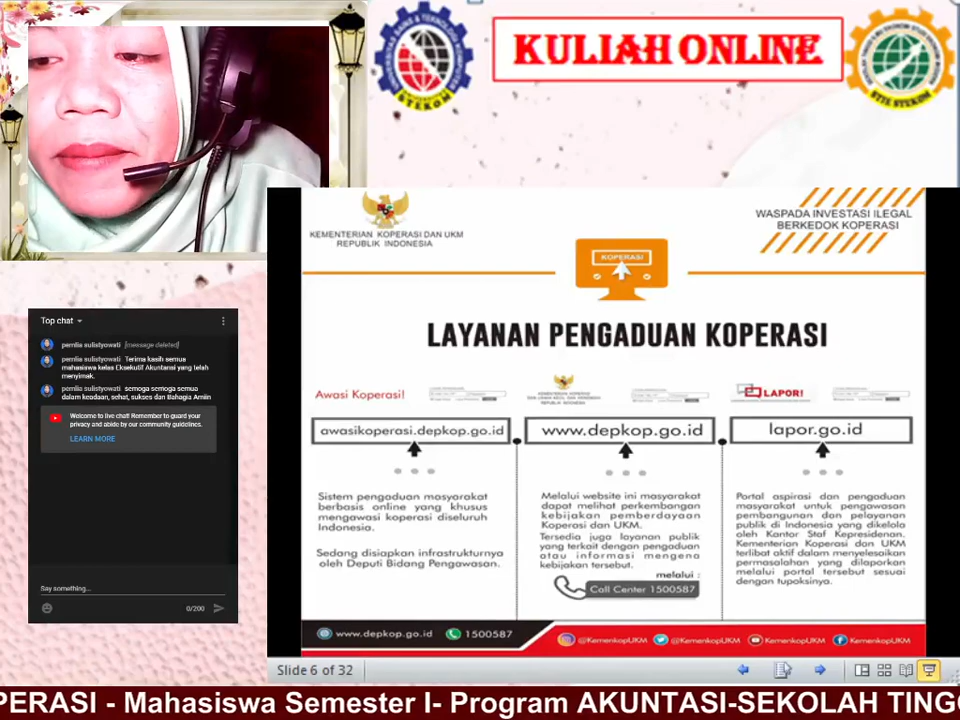 KULIAH ONLINE
STEKOM
STIE STEKOM
KEMENTERIAN KOPERASI DAN UKM
REPUBLIK INDONESIA
WASPADA INVESTASI ILEGAL
BERKEDOK KOPERASI
KOPERASI
LAYANAN PENGADUAN KOPERASI
Awasi Koperasi!
LAPOR!
awasikoperasi.depkop.go.id
www.depkop.go.id
lapor.go.id
Sistem pengaduan masyarakat
berbasis online yang khusus
mengawasi koperasi diseluruh
Indonesia.
Sedang disiapkan infrastrukturnya
oleh Deputi Bidang Pengawasan.
Melalui website ini masyarakat
dapat melihat perkembangan
kebijakan pemberdayaan
Koperasi dan UKM.
Tersedia juga layanan publik
yang terkait dengan pengaduan
atau informasi mengena
kebijakan tersebut.
melalui :
Call Center 1500587
Portal aspirasi dan pengaduan
masyarakat untuk pengawasan
pembangunan dan pelayanan
publik di Indonesia yang dikelola
oleh Kantor Staf Kepresidenan.
Kementerian Koperasi dan UKM
terlibat aktif dalam menyelesaikan
permasalahan yang dilaporkan
melalui portal tersebut sesuai
dengan tupoksinya.
www.depkop.go.id
1500587
@KemenkopUKM
@KemenkopUKM
KemenkopUKM
KemenkopUKM
Slide 6 of 32
Top chat
pemlia sulistyowati [message deleted]
pemlia sulistyowati Terima kasih semua
mahasiswa kelas Eksekutif Akuntansi yang telah
menyimak.
pemlia sulistyowati semoga semoga semua
dalam keadaan, sehat, sukses dan Bahagia Amiin
Welcome to live chat! Remember to guard your
privacy and abide by our community guidelines.
LEARN MORE
Say something...
0/200
PERASI - Mahasiswa Semester I- Program AKUNTASI-SEKOLAH TINGG